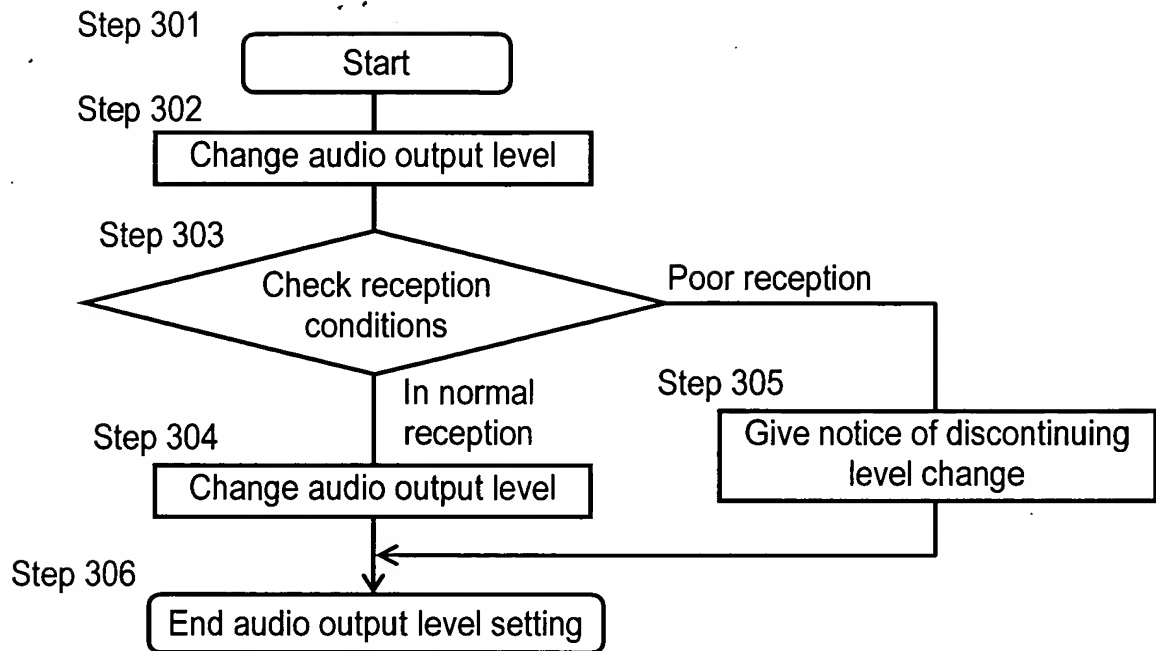 Step 301
Start
Step 302
Change audio output level
Step 303
Check reception
conditions
Poor reception
In normal
reception
Step 305
Give notice of discontinuing
level change
Step 304
Change audio output level
Step 306
End audio output level setting